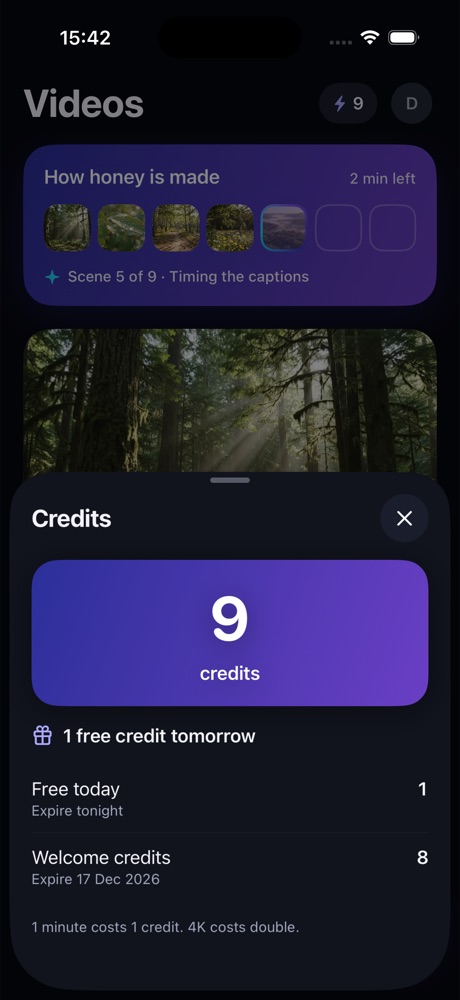 15:42
Videos
9
D
How honey is made
2 min left
Scene 5 of 9 · Timing the captions
Credits
9
credits
1 free credit tomorrow
Free today
1
Expire tonight
Welcome credits
8
Expire 17 Dec 2026
1 minute costs 1 credit. 4K costs double.